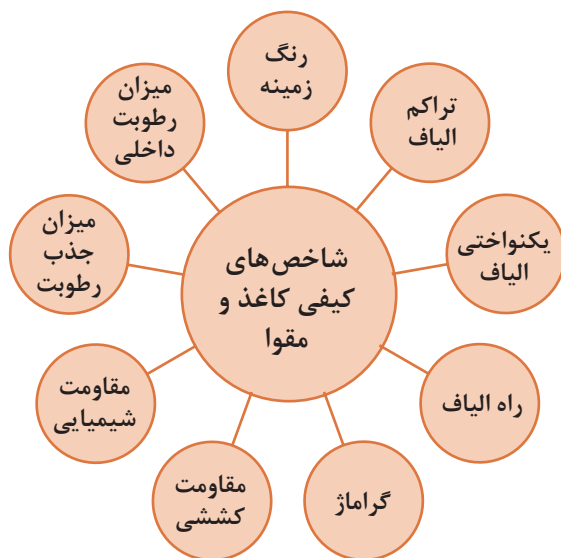 شاخص‌های
کیفی کاغذ و
مقوا
رنگ
زمینه
تراکم
الیاف
یکنواختی
الیاف
راه الیاف
گراماژ
مقاومت
کششی
مقاومت
شیمیایی
میزان
جذب
رطوبت
میزان
رطوبت
داخلی